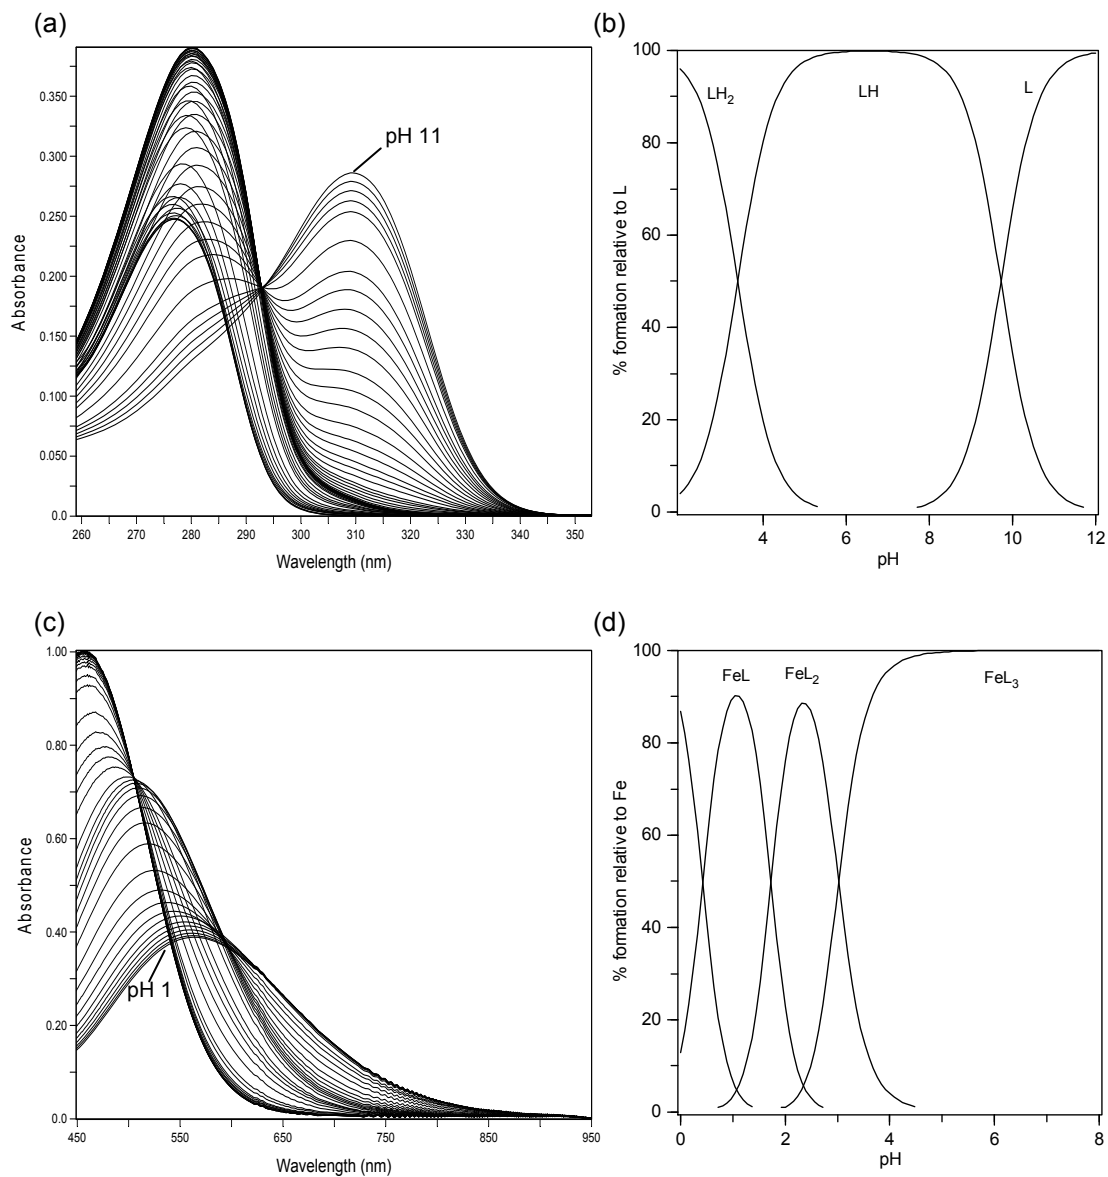 (a)
Absorbance
0.350
0.300
0.250
0.200
0.150
0.100
0.050
0.0
pH 11
260 270 280 290 300 310 320 330 340 350
Wavelength (nm)
(b)
% formation relative to L
100
80
60
40
20
0
LH2
LH
L
4 6 8 10 12
pH
(c)
Absorbance
1.00
0.80
0.60
0.40
0.20
0.0
pH 1
450 550 650 750 850 950
Wavelength (nm)
(d)
% formation relative to Fe
100
80
60
40
20
0
FeL
FeL2
FeL3
0 2 4 6 8
pH